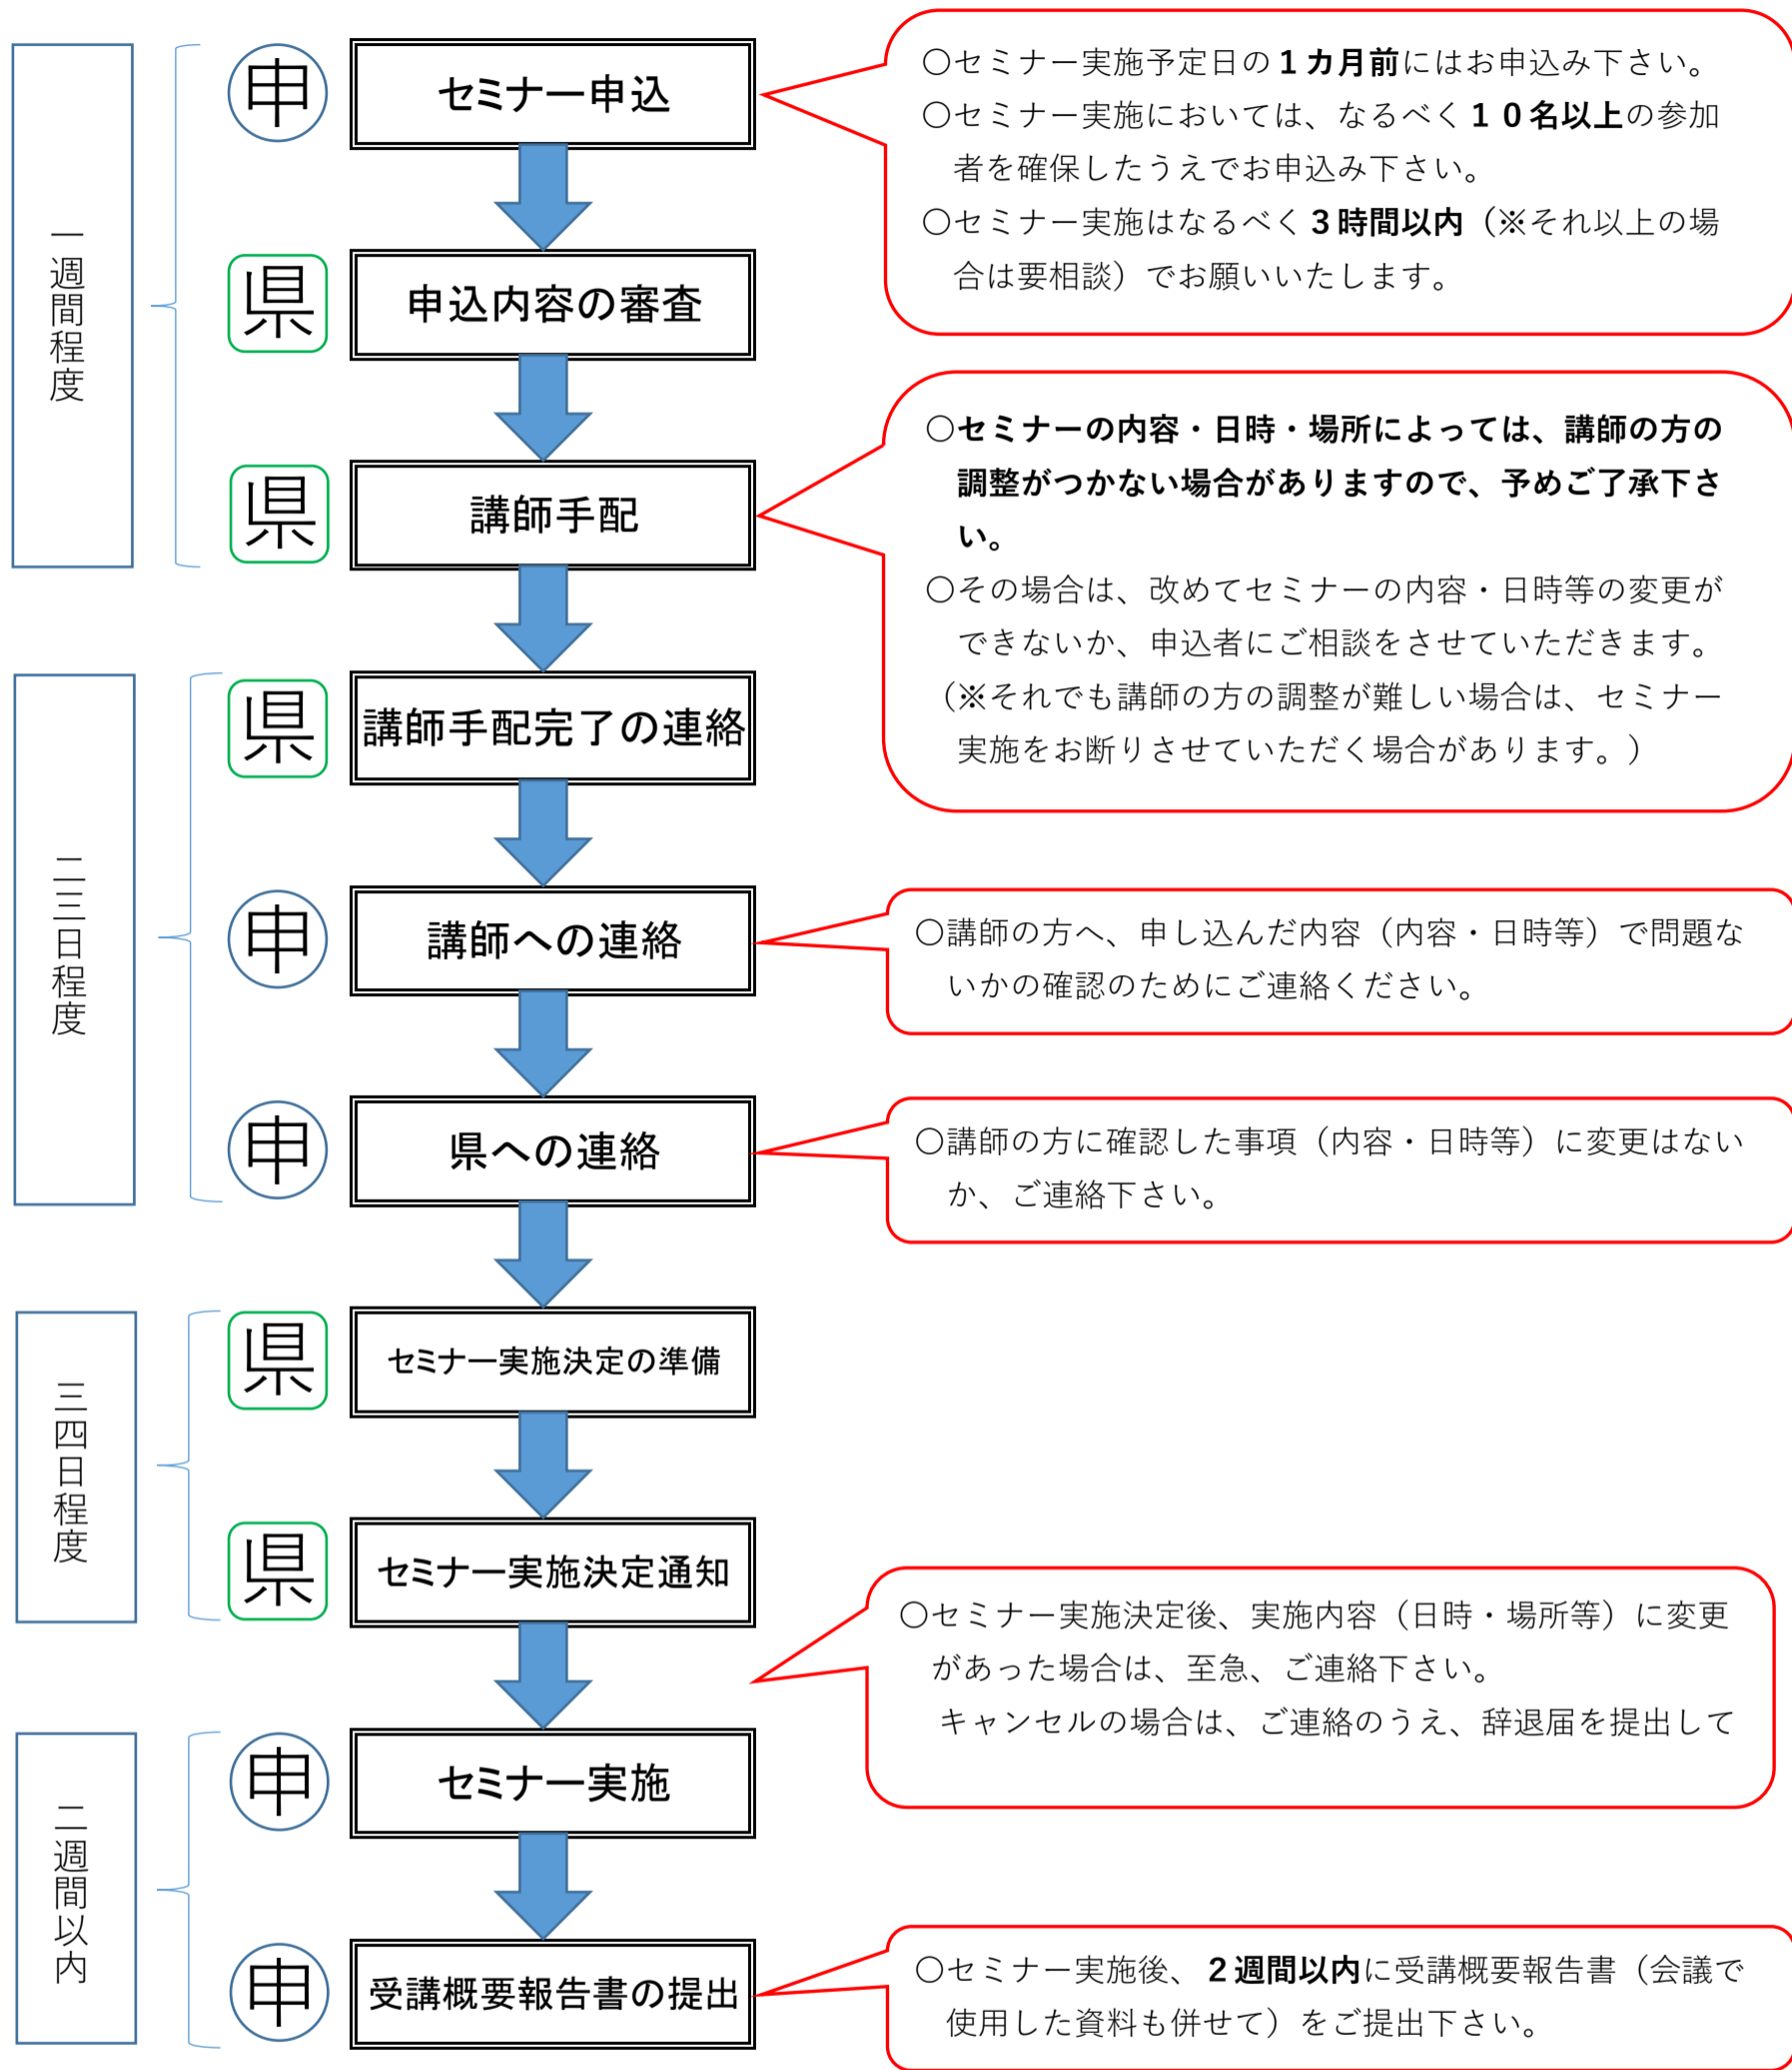 一週間程度
申
セミナー申込
〇セミナー実施予定日の１カ月前にはお申込み下さい。
〇セミナー実施においては、なるべく１０名以上の参加
者を確保したうえでお申込み下さい。
〇セミナー実施はなるべく３時間以内（※それ以上の場
合は要相談）でお願いいたします。
県
申込内容の審査
県
講師手配
〇セミナーの内容・日時・場所によっては、講師の方の
調整がつかない場合がありますので、予めご了承下さ
い。
〇その場合は、改めてセミナーの内容・日時等の変更が
できないか、申込者にご相談をさせていただきます。
（※それでも講師の方の調整が難しい場合は、セミナー
実施をお断りさせていただく場合があります。）
二三日程度
県
講師手配完了の連絡
申
講師への連絡
〇講師の方へ、申し込んだ内容（内容・日時等）で問題な
いかの確認のためにご連絡ください。
申
県への連絡
〇講師の方に確認した事項（内容・日時等）に変更はない
か、ご連絡下さい。
三四日程度
県
セミナー実施決定の準備
県
セミナー実施決定通知
〇セミナー実施決定後、実施内容（日時・場所等）に変更
があった場合は、至急、ご連絡下さい。
キャンセルの場合は、ご連絡のうえ、辞退届を提出して
二週間以内
申
セミナー実施
申
受講概要報告書の提出
〇セミナー実施後、２週間以内に受講概要報告書（会議で
使用した資料も併せて）をご提出下さい。